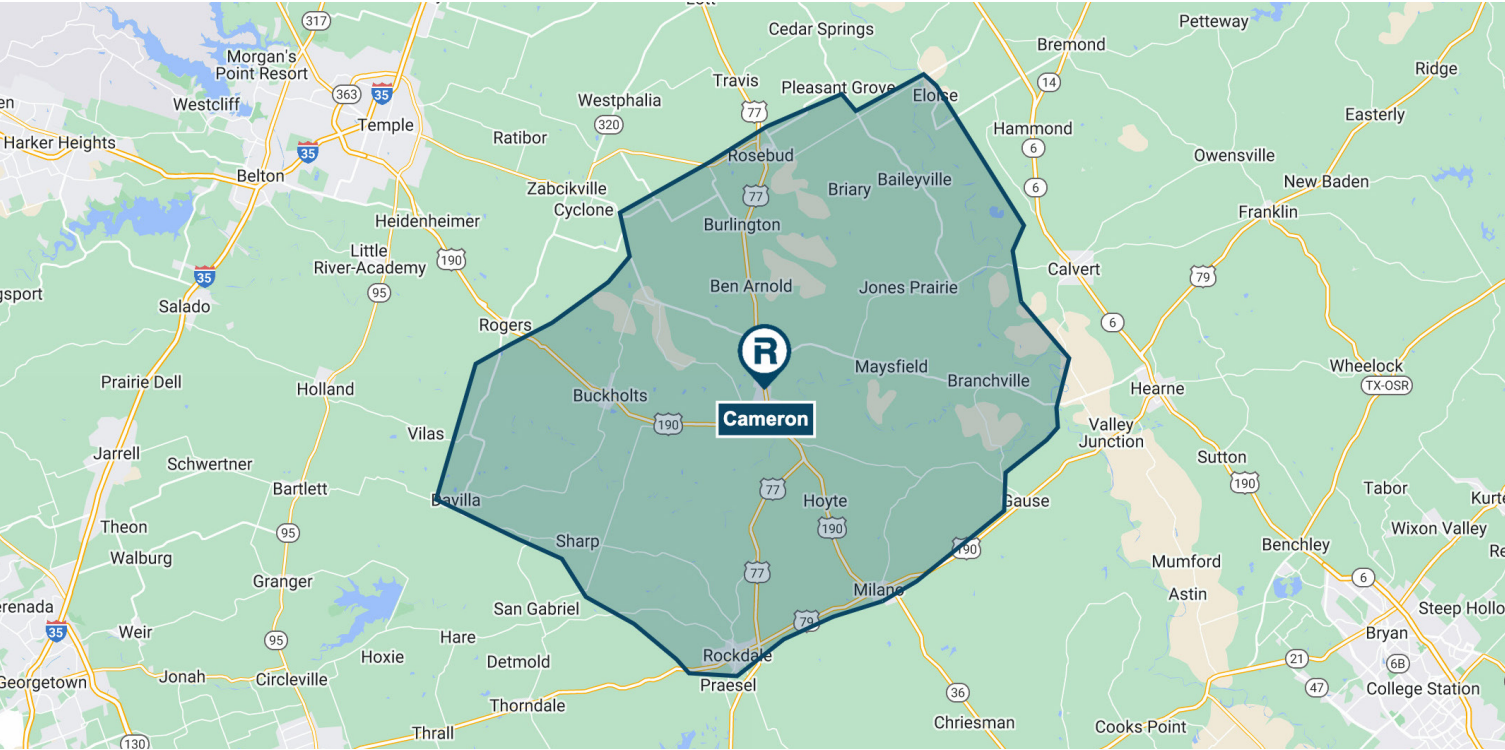 317
Cedar Springs
Petteway
Morgan's
Point Resort
Bremond
Ridge
Travis
Pleasant Grove
14
363
35
Westcliff
Westphalia
77
Eloise
Easterly
320
Temple
Harker Heights
Ratibor
Hammond
6
35
Rosebud
Owensville
Belton
Zabcikville
Baileyville
Briary
6
New Baden
77
Cyclone
Franklin
Heidenheimer
Burlington
Little
River-Academy
190
35
Calvert
79
Ben Arnold
Jones Prairie
95
gsport
Salado
Rogers
6
R
Maysfield
Wheelock
Prairie Dell
Holland
Buckholts
Branchville
Hearne
TX-OSR
Cameron
190
Vilas
Valley
Junction
Jarrell
Schwertner
Sutton
190
Bartlett
77
Davilla
Hoyte
Gause
Tabor
Theon
95
190
Wixon Valley
Walburg
Sharp
190
Benchley
Mumford
Granger
77
6
Milano
Astin
San Gabriel
Steep Hollo
79
35
Weir
Hare
95
Bryan
Hoxie
Detmold
Rockdale
21
6B
Georgetown
Jonah
Circleville
Praesel
47
College Station
36
Thorndale
Chriesman
Cooks Point
Thrall
130